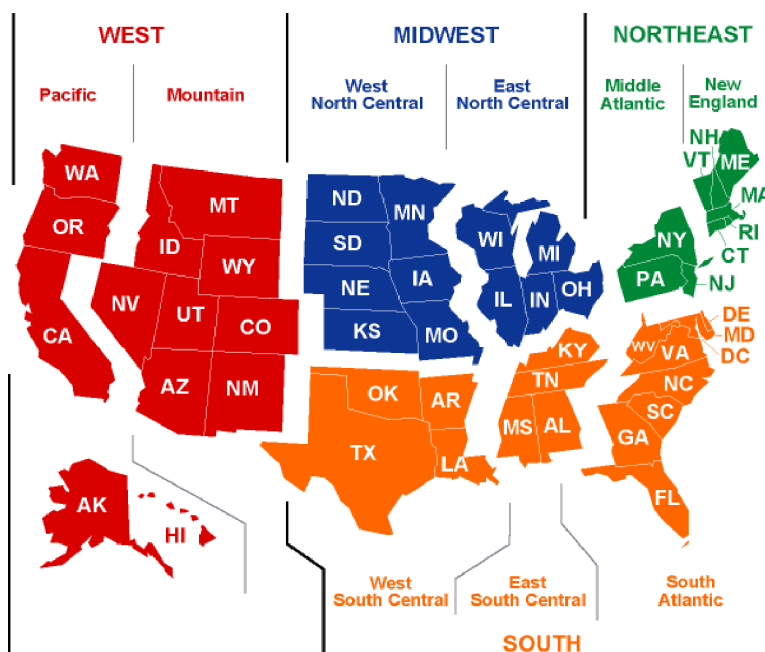 WEST
MIDWEST
NORTHEAST
Pacific
Mountain
West
North Central
East
North Central
Middle
Atlantic
New
England
WA
OR
CA
NV
ID
MT
WY
UT
CO
AZ
NM
AK
HI
ND
SD
NE
KS
MN
IA
MO
WI
MI
IL
IN
OH
NH
VT
ME
MA
RI
CT
NY
PA
NJ
OK
TX
AR
LA
KY
TN
MS
AL
DE
MD
DC
WV
VA
NC
SC
GA
FL
West
South Central
East
South Central
South
Atlantic
SOUTH